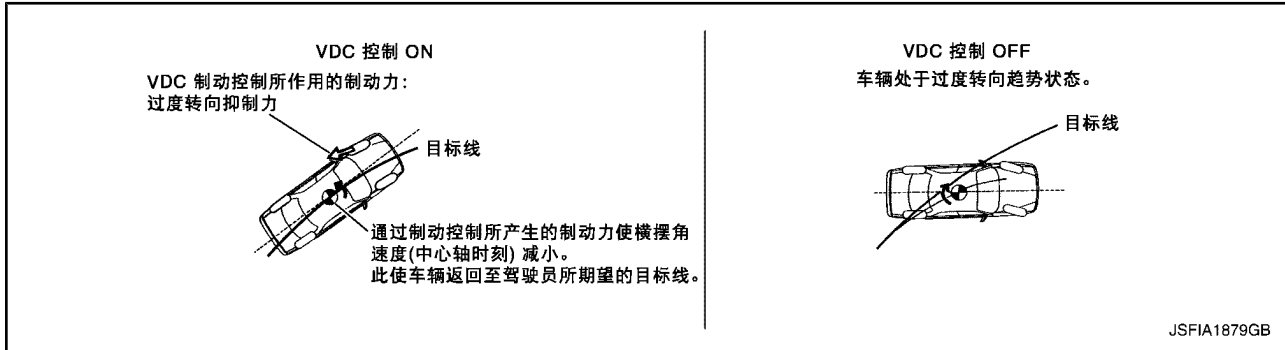 VDC 控制 ON
VDC 制动控制所作用的制动力：
过度转向抑制力
目标线
通过制动控制所产生的制动力使横摆角
速度(中心轴时刻) 减小。
此使车辆返回至驾驶员所期望的目标线。
VDC 控制 OFF
车辆处于过度转向趋势状态。
目标线
JSFIA1879GB